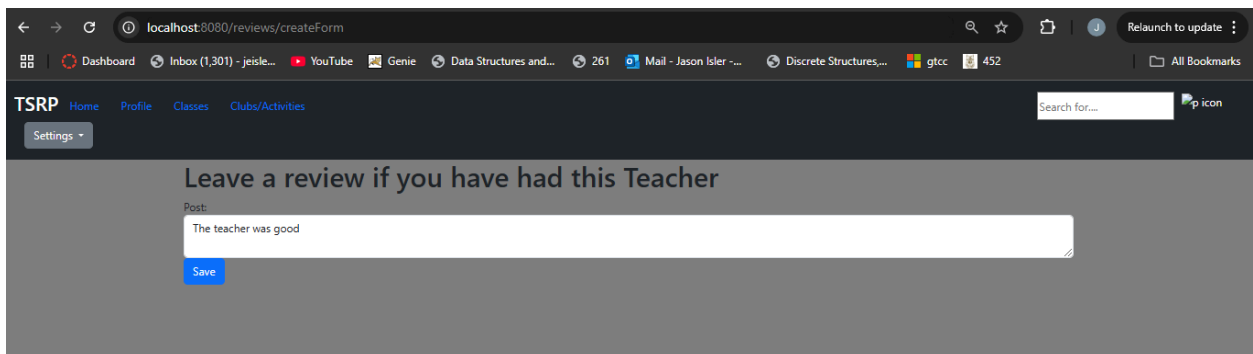 localhost:8080/reviews/createForm
J
Relaunch to update
Dashboard Inbox (1,301) - jeisle... YouTube Genie Data Structures and... 261 Mail - Jason Isler -... Discrete Structures,... gtcc 452 All Bookmarks
TSRP Home Profile Classes Clubs/Activities Search for.... p icon
Settings
Leave a review if you have had this Teacher
Post:
The teacher was good
Save